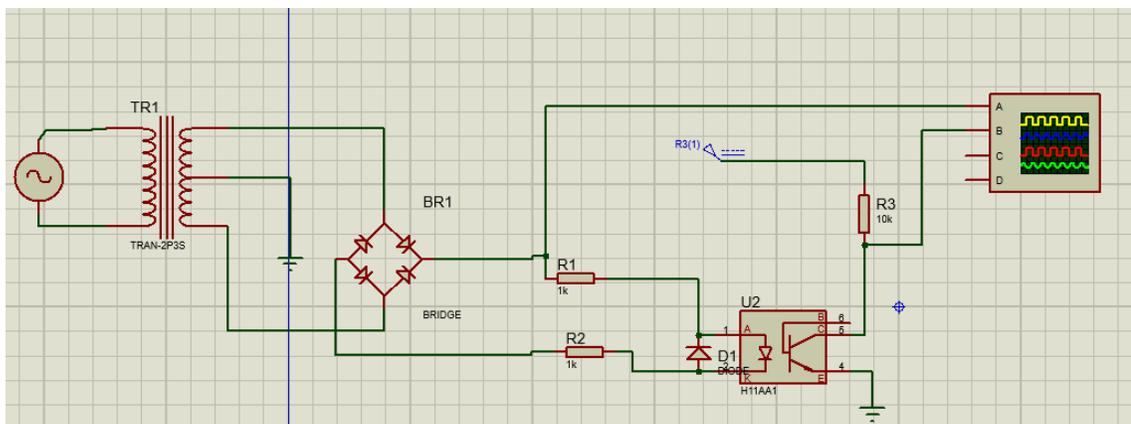 TR1
TRAN-2P3S
BR1
BRIDGE
R1
1k
R2
1k
R3(1)
R3
10k
A
B
C
D
U2
1
A
2
K
D1
DIODE
B
6
C
5
E
4
H11AA1